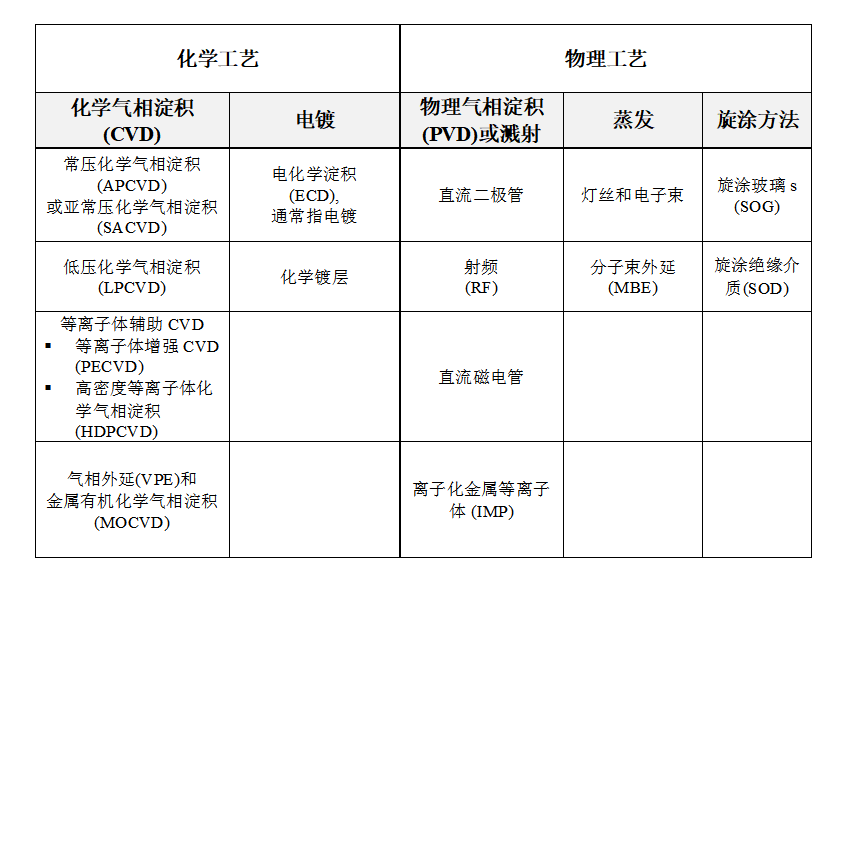 化学工艺
物理工艺
化学气相淀积
(CVD)
电镀
物理气相淀积
(PVD)或溅射
蒸发
旋涂方法
常压化学气相淀积
(APCVD)
或亚常压化学气相淀积
(SACVD)
电化学淀积
(ECD),
通常指电镀
直流二极管
灯丝和电子束
旋涂玻璃 s
(SOG)
低压化学气相淀积
(LPCVD)
化学镀层
射频
(RF)
分子束外延
(MBE)
旋涂绝缘介
质(SOD)
等离子体辅助 CVD
▪ 等离子体增强 CVD
(PECVD)
▪ 高密度等离子体化
学气相淀积
(HDPCVD)
直流磁电管
气相外延(VPE)和
金属有机化学气相淀积
(MOCVD)
离子化金属等离子
体 (IMP)